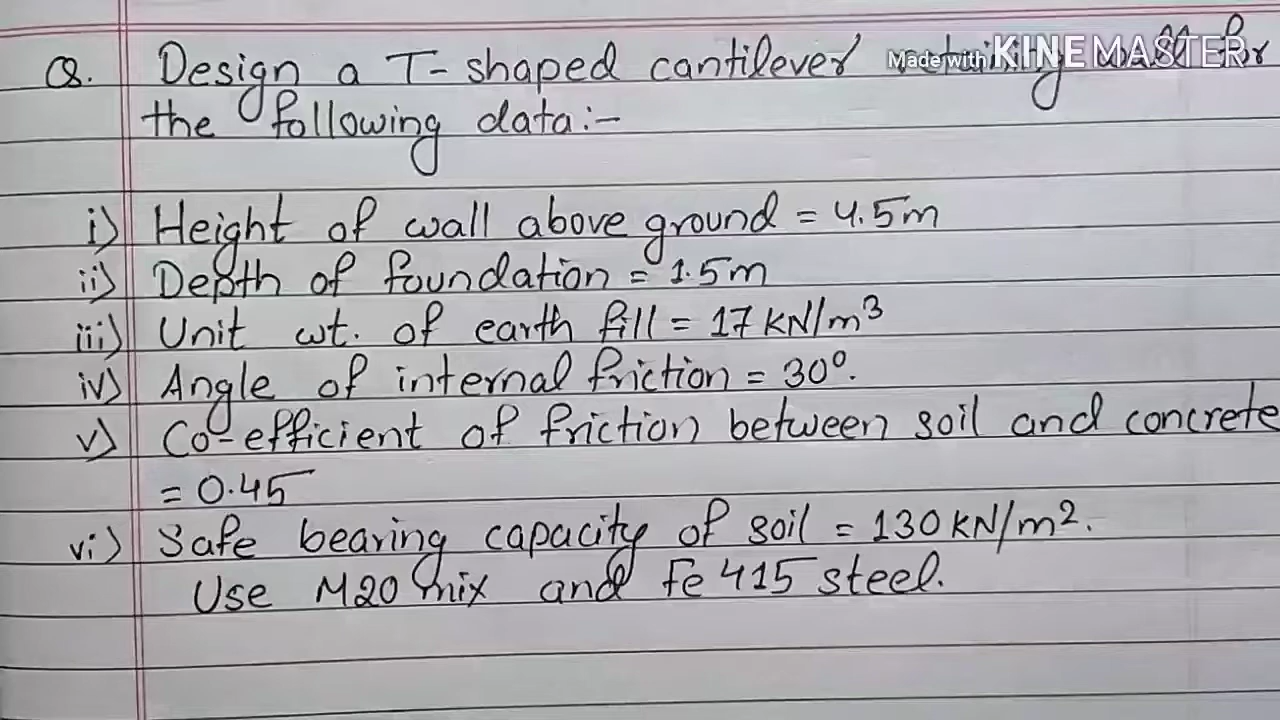 Q. Design a T-shaped cantilever retaining wall for
Made with KINEMASTER
the following data:-
i) Height of wall above ground = 4.5m
ii) Depth of foundation = 1.5m
iii) Unit wt. of earth fill = 17 KN/m³
iv) Angle of internal friction = 30°.
v) Co-efficient of friction between soil and concrete
= 0.45
vi) Safe bearing capacity of soil = 130 KN/m².
Use M20 mix and Fe 415 steel.